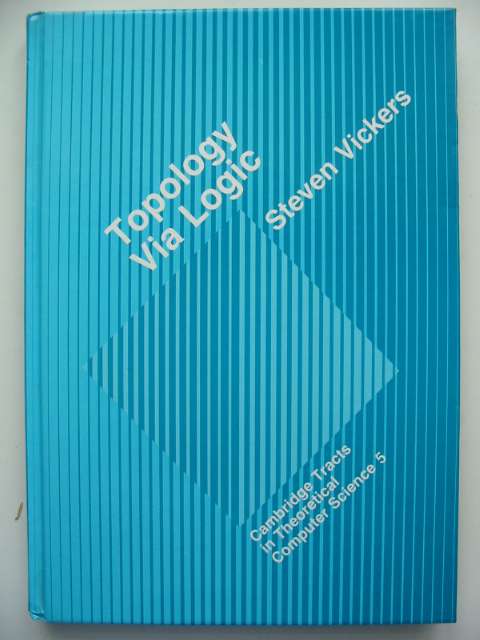 Topology
Via Logic
Steven Vickers
Cambridge Tracts
in Theoretical
Computer Science 5